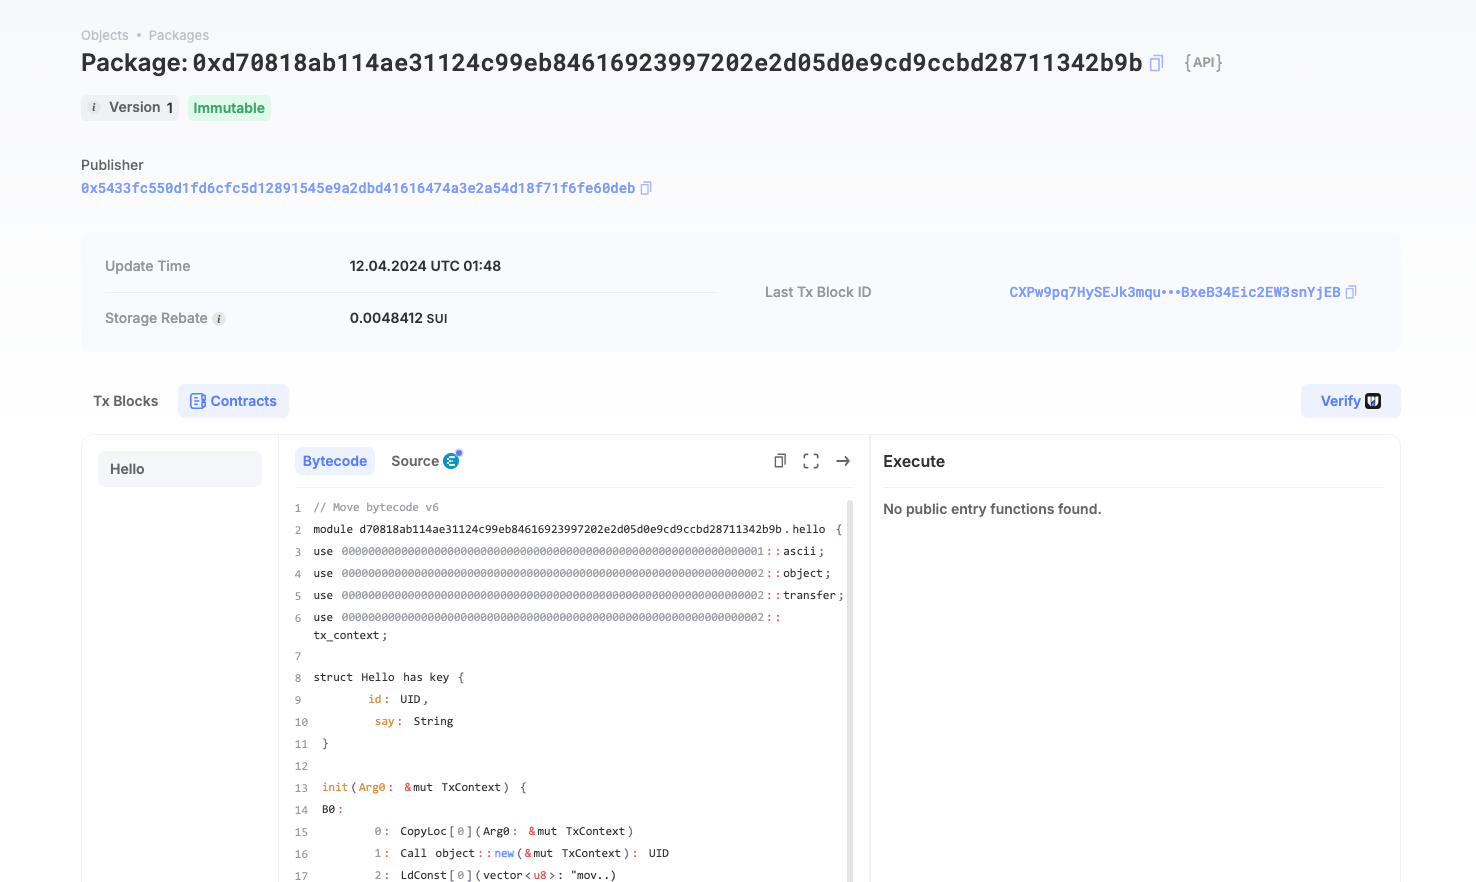 Objects • Packages
Package: 0xd70818ab114ae31124c99eb84616923997202e2d05d0e9cd9ccbd28711342b9b {API}
i Version 1 Immutable
Publisher
0x5433fc550d1fd6cfc5d12891545e9a2dbd41616474a3e2a54d18f71f6fe60deb
Update Time 12.04.2024 UTC 01:48
Last Tx Block ID CXPw9pq7HySEJk3mqu•••BxeB34Eic2EW3snYjEB
Storage Rebate i 0.0048412 SUI
Tx Blocks Contracts Verify
Hello
Bytecode Source
Execute
No public entry functions found.
1 // Move bytecode v6
2 module d70818ab114ae31124c99eb84616923997202e2d05d0e9cd9ccbd28711342b9b.hello {
3 use 0000000000000000000000000000000000000000000000000000000000000001::ascii;
4 use 0000000000000000000000000000000000000000000000000000000000000002::object;
5 use 0000000000000000000000000000000000000000000000000000000000000002::transfer;
6 use 0000000000000000000000000000000000000000000000000000000000000002::
tx_context;
7
8 struct Hello has key {
9 id: UID,
10 say: String
11 }
12
13 init(Arg0: &mut TxContext) {
14 B0:
15 0: CopyLoc[0](Arg0: &mut TxContext)
16 1: Call object::new(&mut TxContext): UID
17 2: LdConst[0](vector<u8>: "mov..)